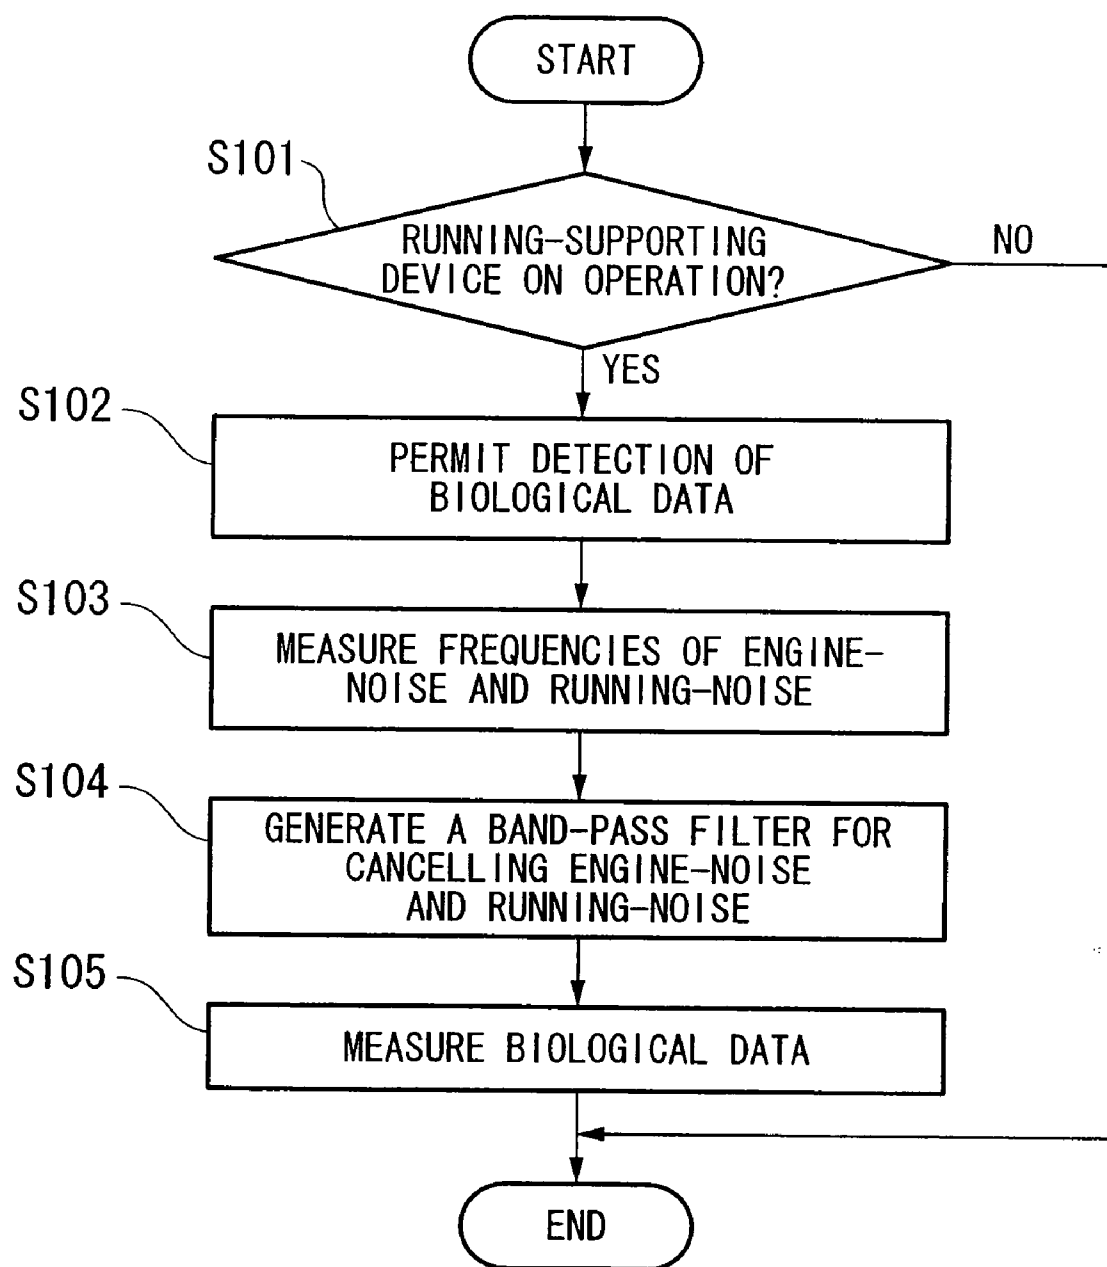 START
S101
RUNNING-SUPPORTING
DEVICE ON OPERATION?
NO
YES
S102
PERMIT DETECTION OF
BIOLOGICAL DATA
S103
MEASURE FREQUENCIES OF ENGINE-
NOISE AND RUNNING-NOISE
S104
GENERATE A BAND-PASS FILTER FOR
CANCELLING ENGINE-NOISE
AND RUNNING-NOISE
S105
MEASURE BIOLOGICAL DATA
END